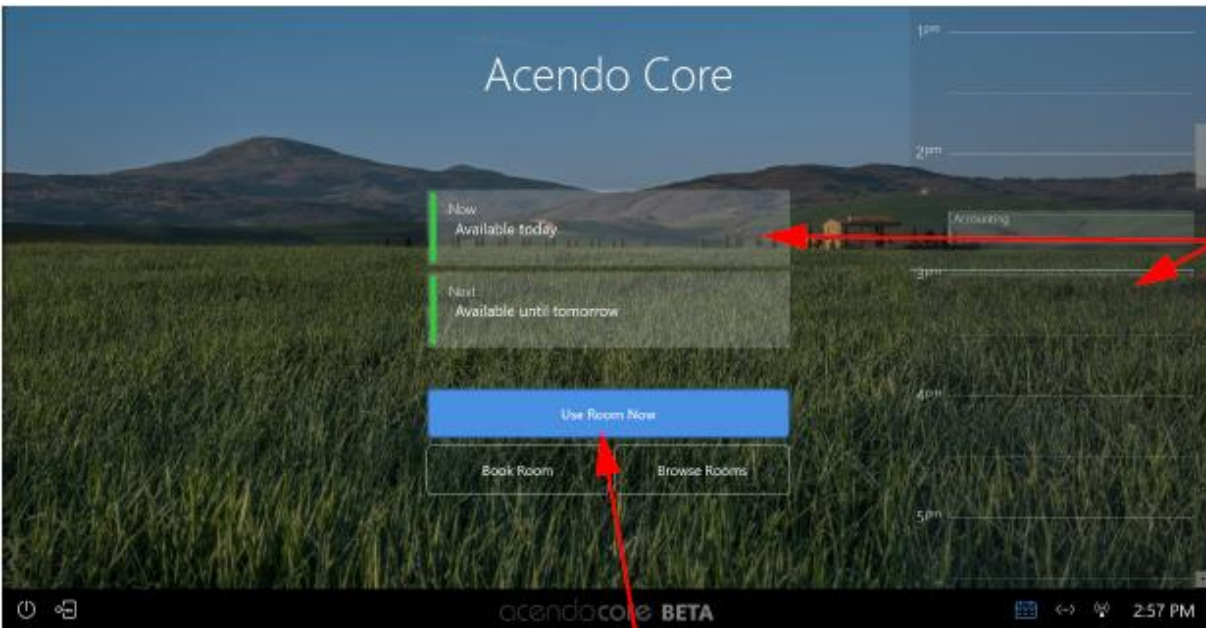 Acendo Core
Now
Available today
Next
Available until tomorrow
Use Room Now
Book Room
Browse Rooms
1pm
2pm
Accounting
3pm
4pm
5pm
acendocore BETA
2:57 PM